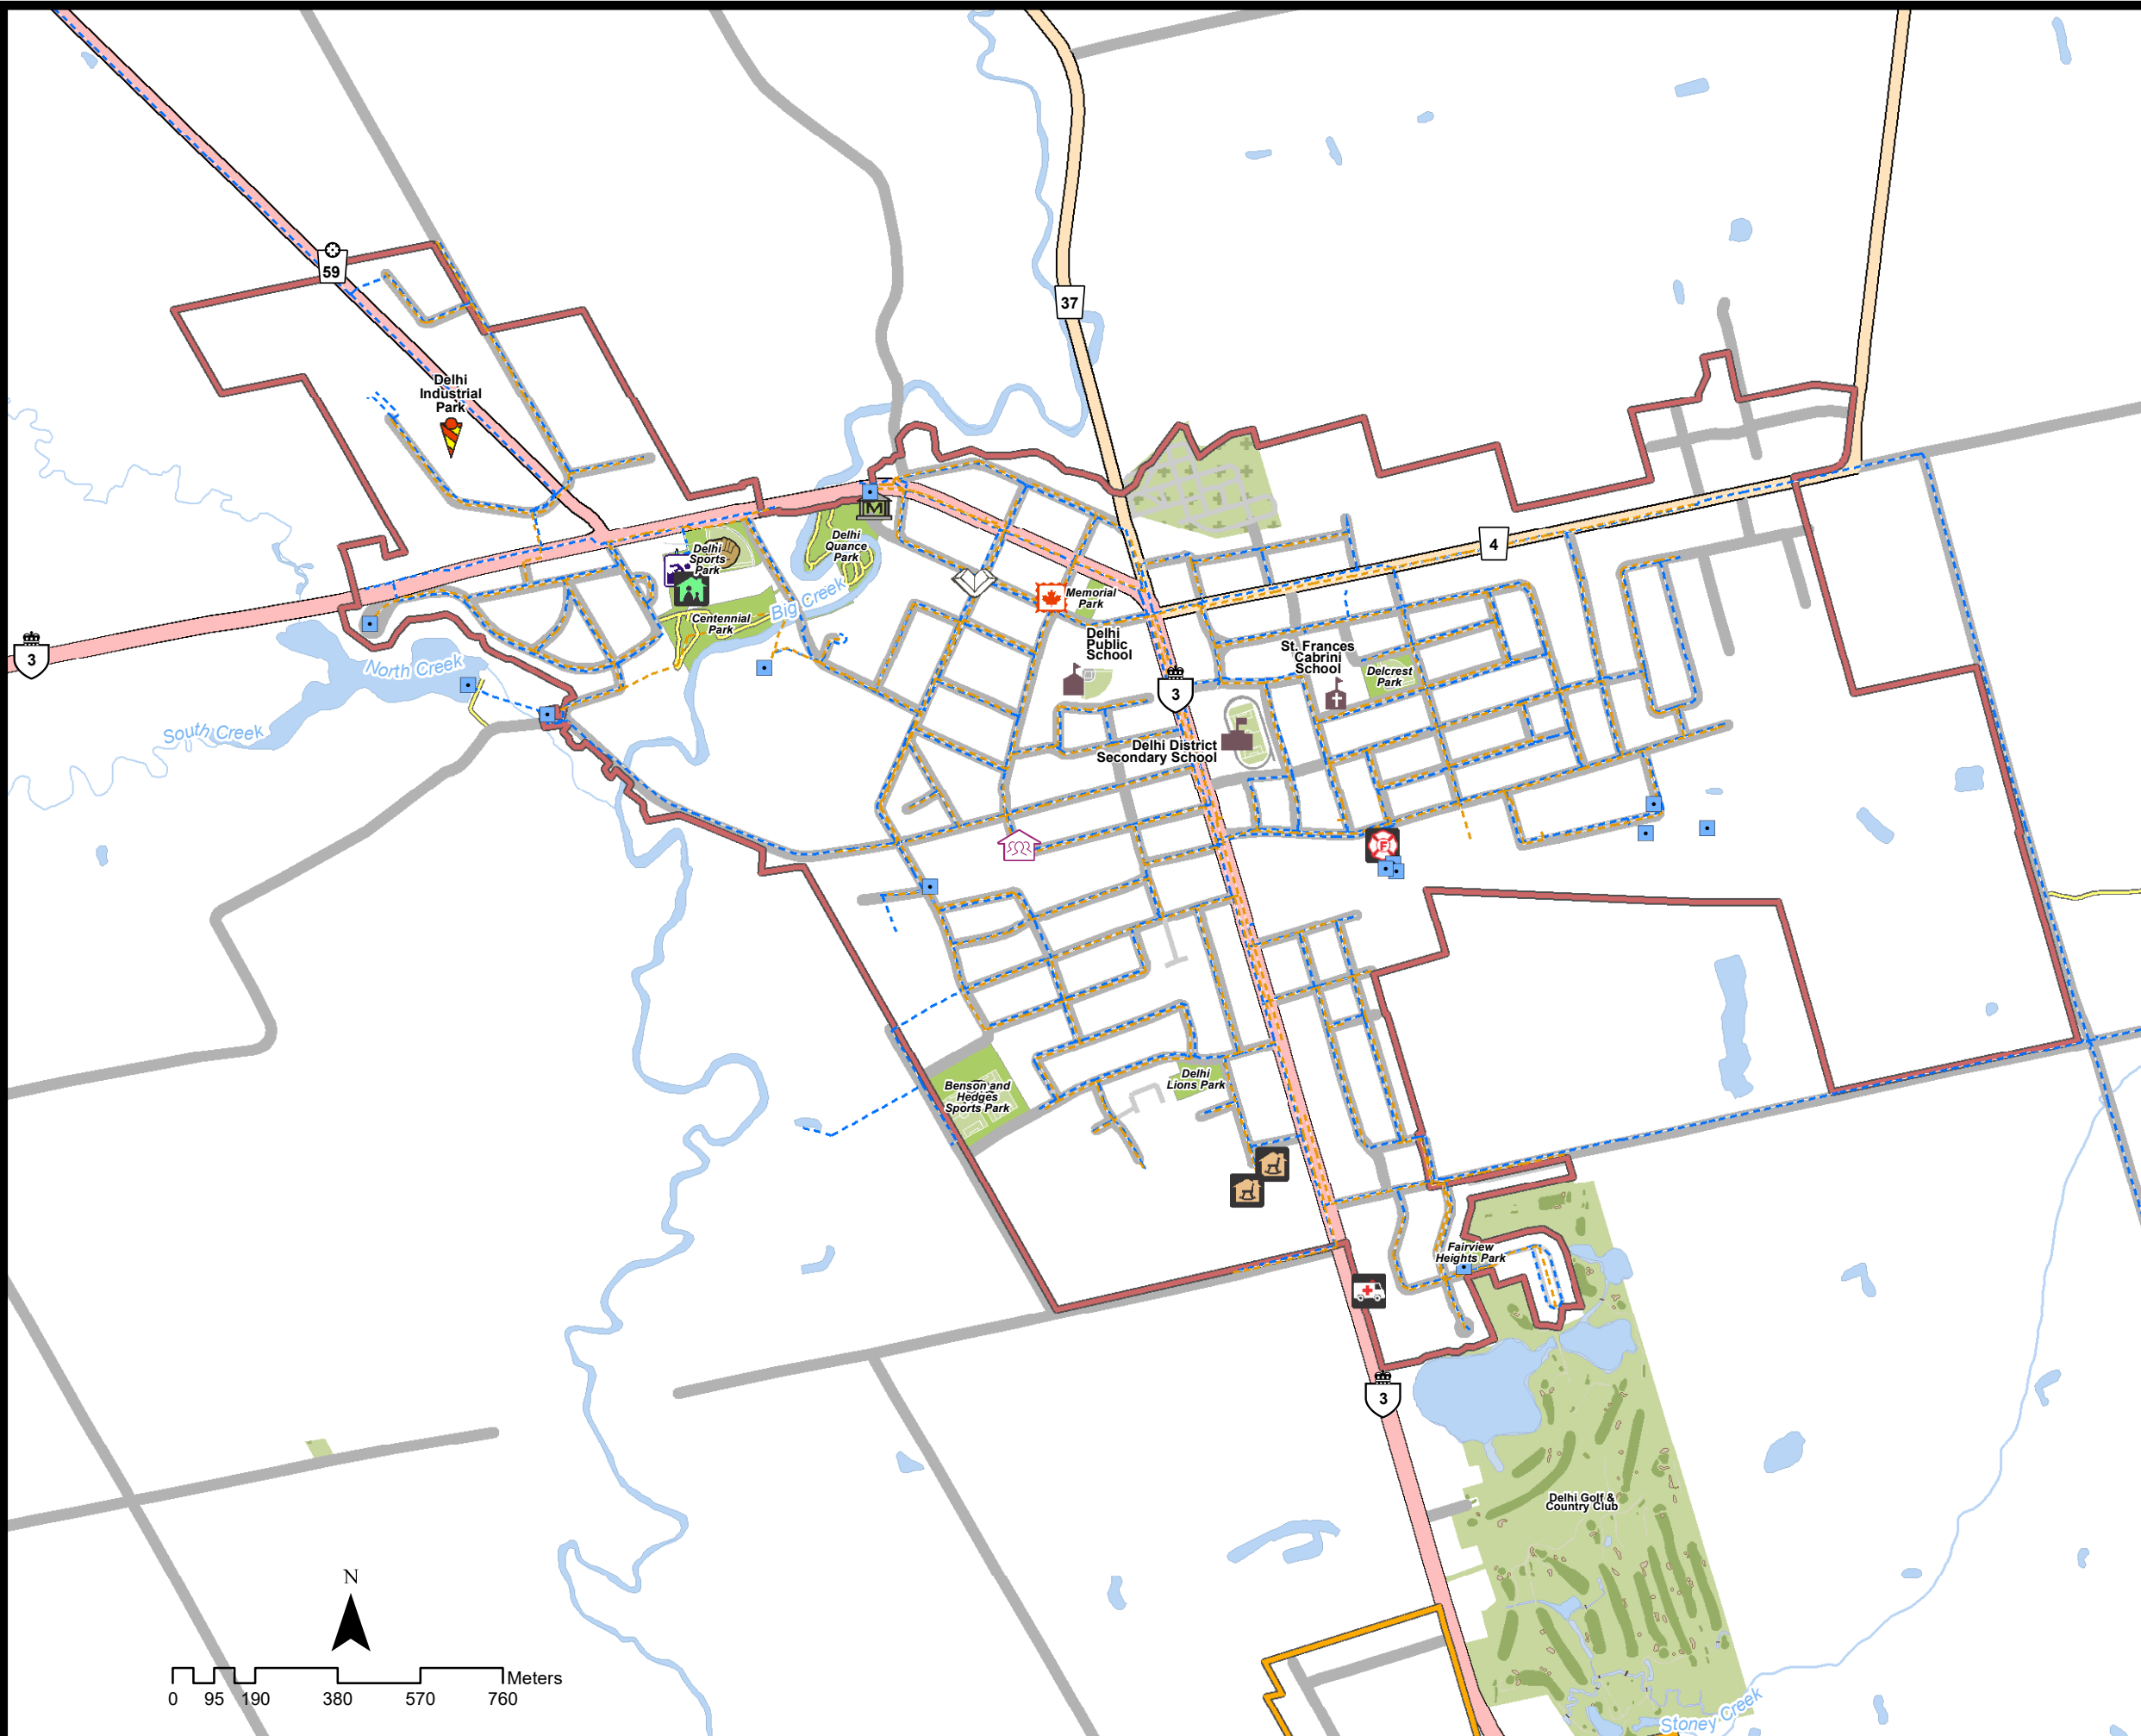 59
37
Delhi
Industrial
Park
4
Delhi
Quance
Park
Delhi
Sports
Park
Big Creek
Memorial
Park
Centennial
Park
Delhi
Public
School
St. Frances
Cabrini
School
3
North Creek
Delcrest
Park
3
South Creek
Delhi District
Secondary School
Delhi
Lions Park
Benson and
Hedges
Sports Park
Fairview
Heights Park
3
Delhi Golf &
Country Club
N
Meters
0 95 190 380 570 760
Stoney Creek
M
F